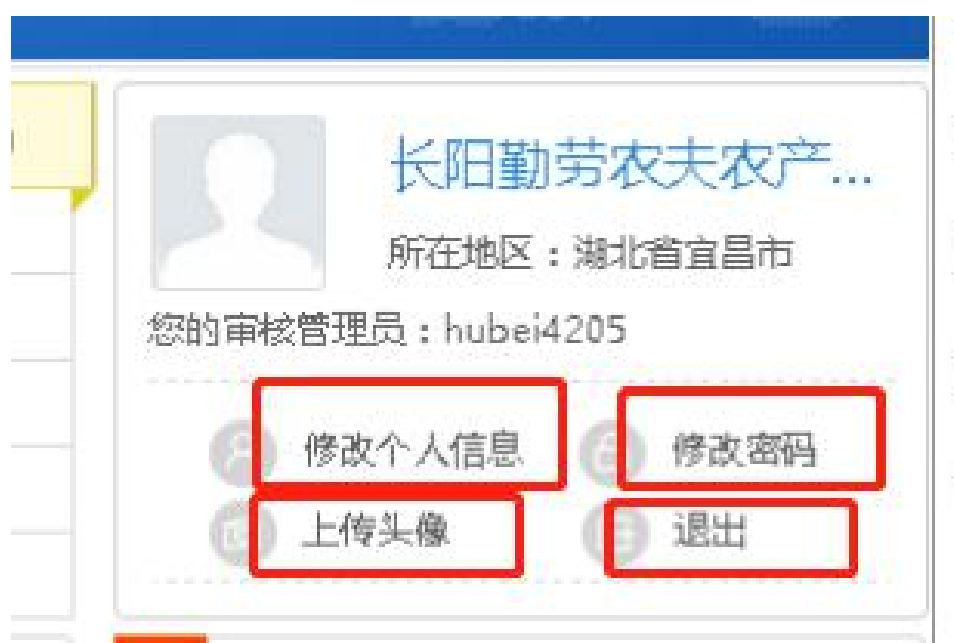 长阳勤劳农夫农产...
所在地区：湖北省宜昌市
您的审核管理员：hubei4205
修改个人信息 修改密码
上传头像 退出